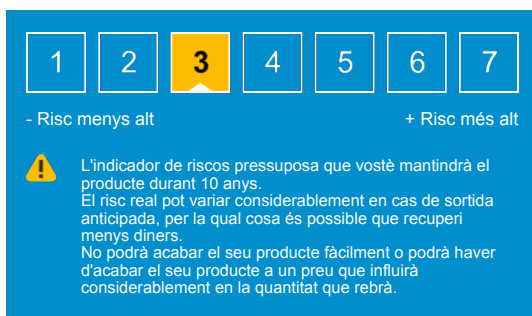 1 2 3 4 5 6 7
- Risc menys alt + Risc més alt
L'indicador de riscos pressuposa que vostè mantindrà el
producte durant 10 anys.
El risc real pot variar considerablement en cas de sortida
anticipada, per la qual cosa és possible que recuperi
menys diners.
No podrà acabar el seu producte fàcilment o podrà haver
d'acabar el seu producte a un preu que influirà
considerablement en la quantitat que rebrà.